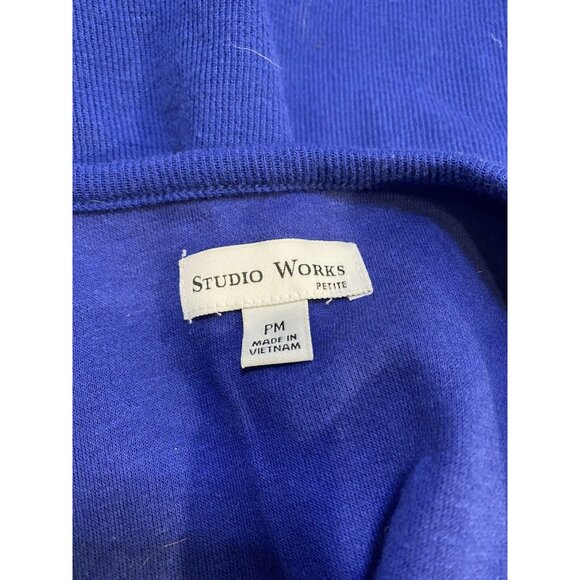 STUDIO WORKS
PETITE
PM
MADE IN
VIETNAM